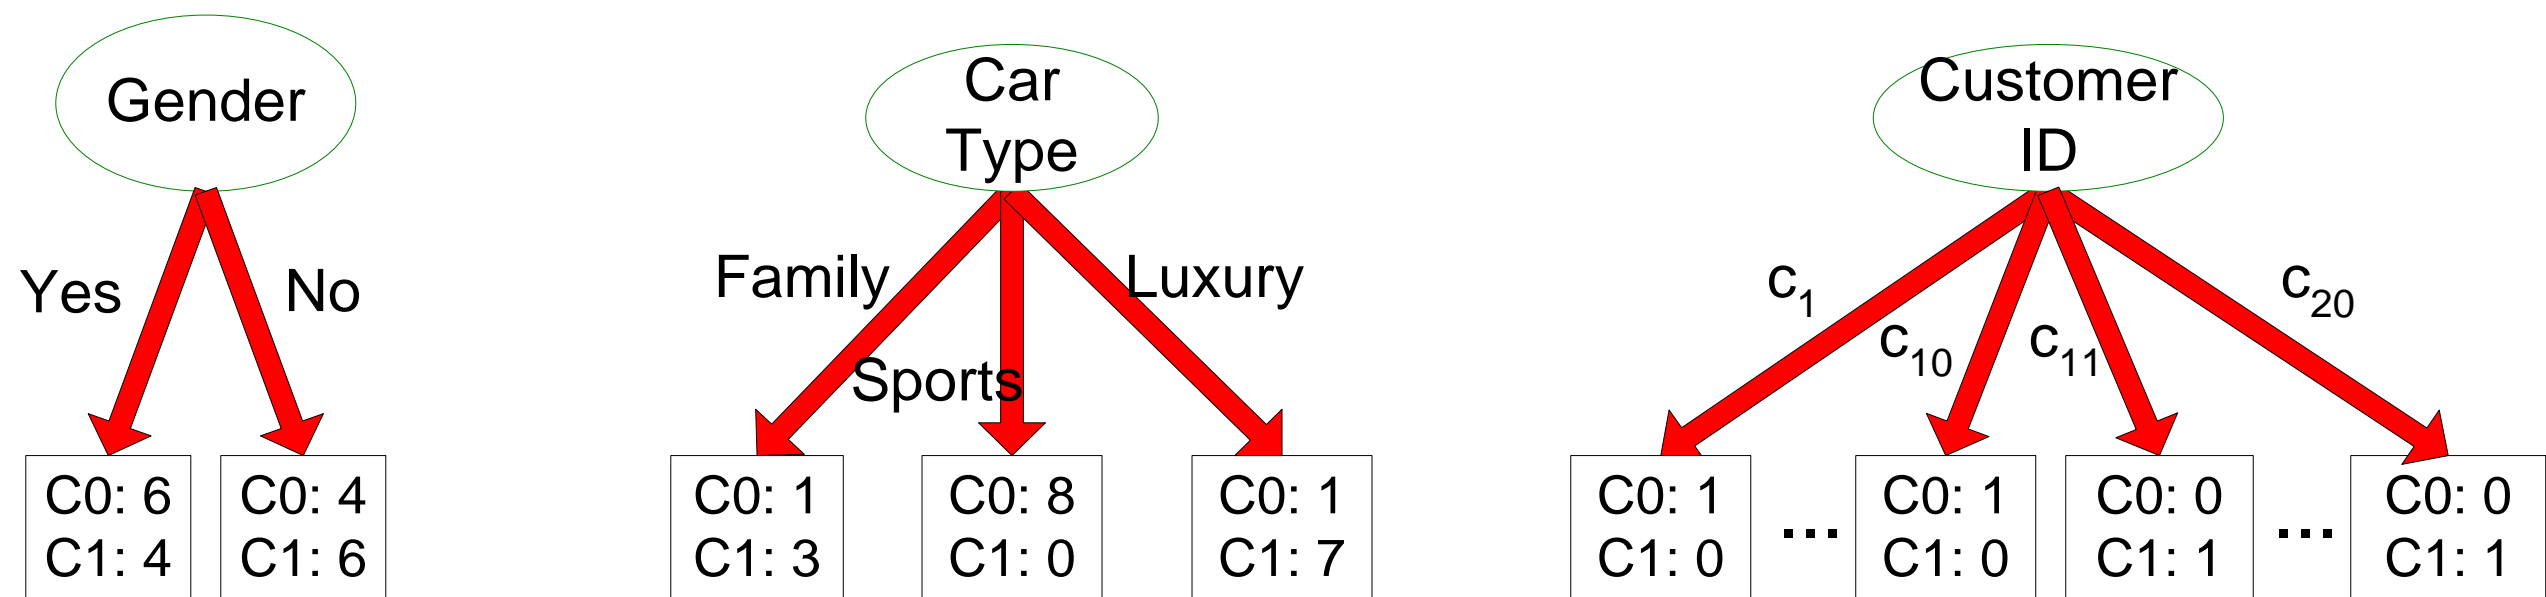 Gender
Yes
No
C0: 6
C1: 4
C0: 4
C1: 6
Car
Type
Family
Sports
Luxury
C0: 1
C1: 3
C0: 8
C1: 0
C0: 1
C1: 7
Customer
ID
c₁
c₁₀
c₁₁
c₂₀
C0: 1
C1: 0
...
C0: 1
C1: 0
C0: 0
C1: 1
...
C0: 0
C1: 1